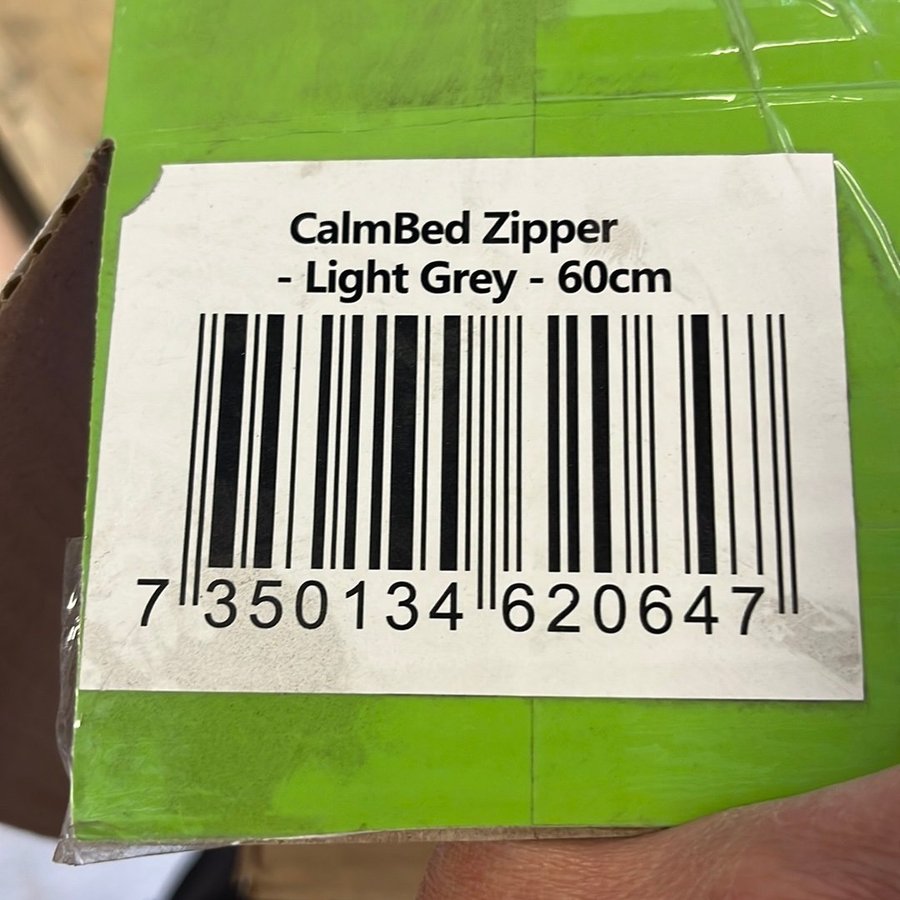 CalmBed Zipper
- Light Grey - 60cm
7 350134 620647